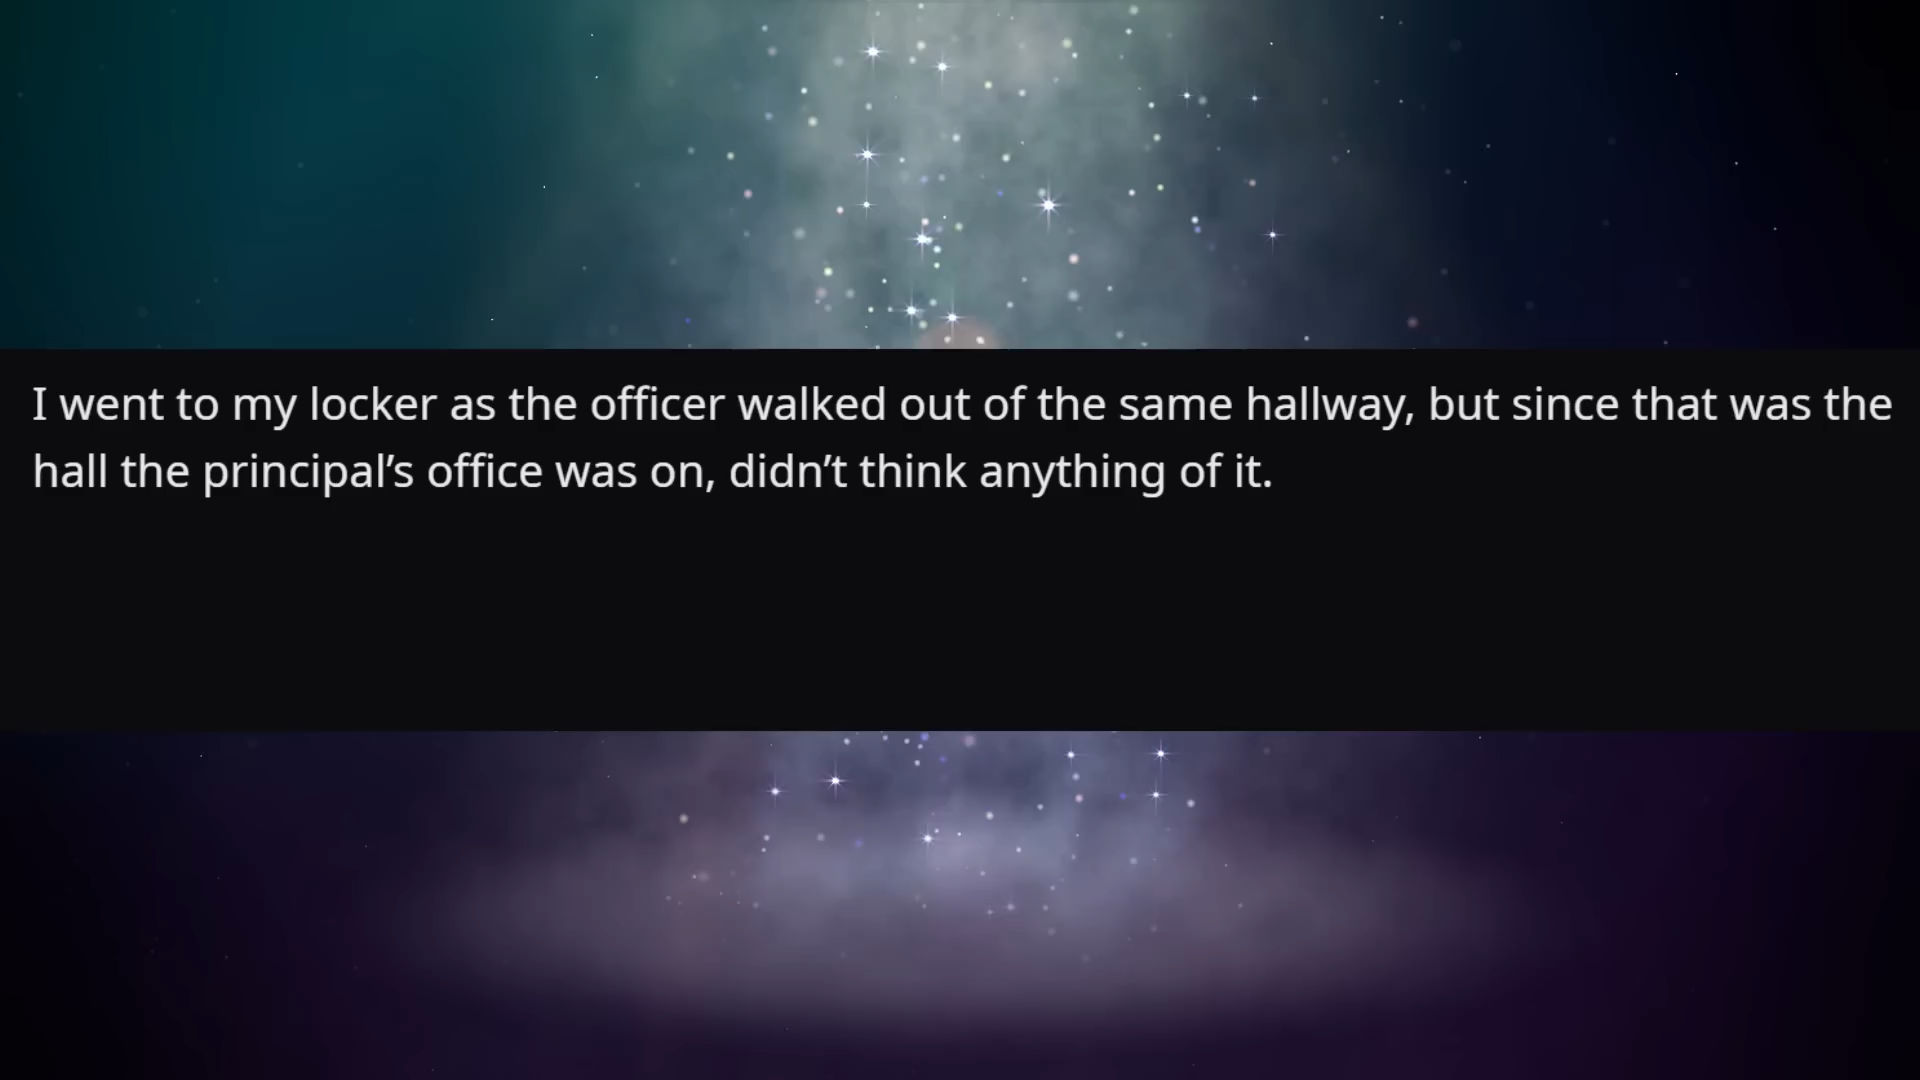 I went to my locker as the officer walked out of the same hallway, but since that was the
hall the principal’s office was on, didn’t think anything of it.